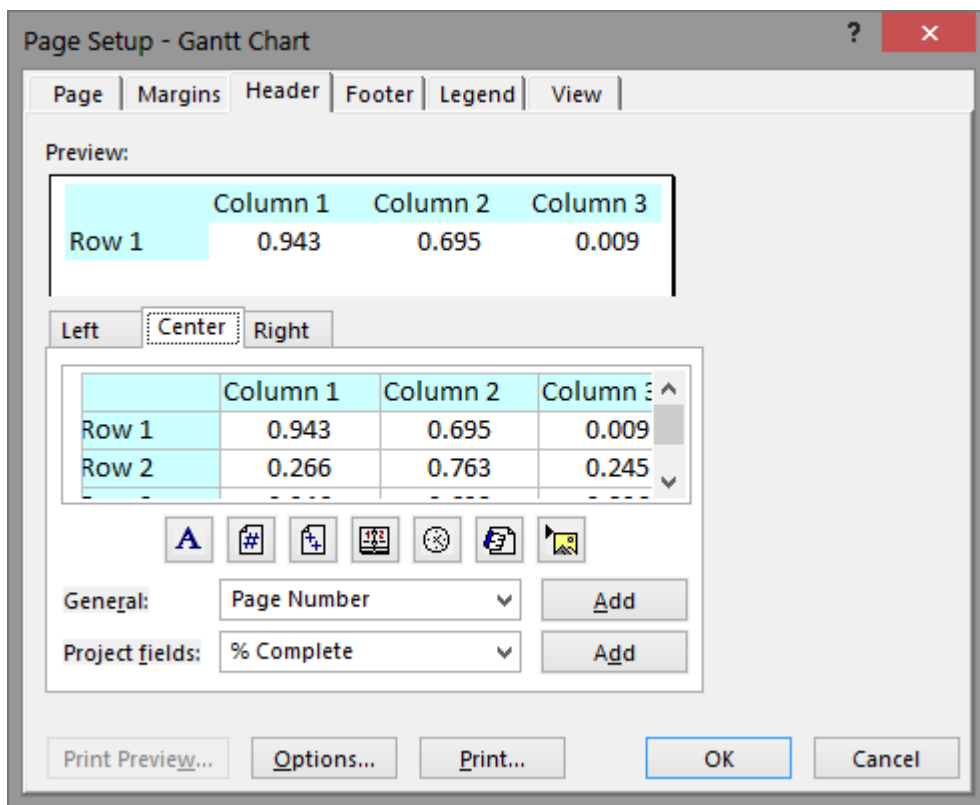 Page Setup - Gantt Chart ?
Page Margins Header Footer Legend View
Preview:
Column 1 Column 2 Column 3
Row 1 0.943 0.695 0.009
Left Center Right
Column 1 Column 2 Column
Row 1 0.943 0.695 0.009
Row 2 0.266 0.763 0.245
A # 
General: Page Number Add
Project fields: % Complete Add
Print Preview... Options... Print... OK Cancel